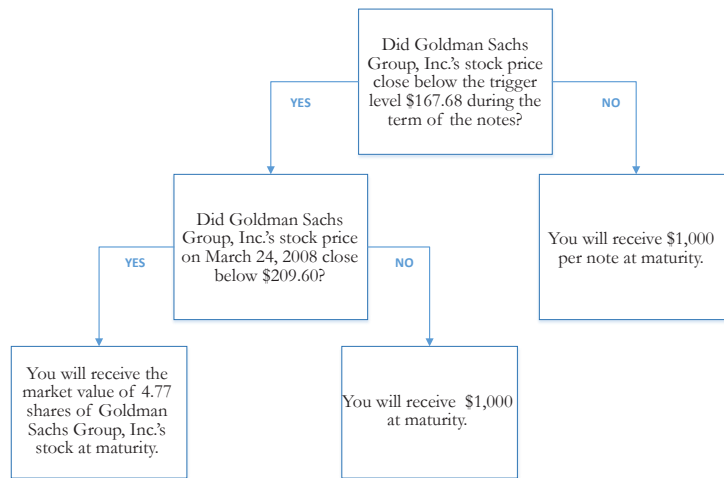 Did Goldman Sachs
Group, Inc.'s stock price
close below the trigger
level $167.68 during the
term of the notes?
YES
NO
Did Goldman Sachs
Group, Inc.'s stock price
on March 24, 2008 close
below $209.60?
You will receive $1,000
per note at maturity.
YES
NO
You will receive the
market value of 4.77
shares of Goldman
Sachs Group, Inc.'s
stock at maturity.
You will receive $1,000
at maturity.